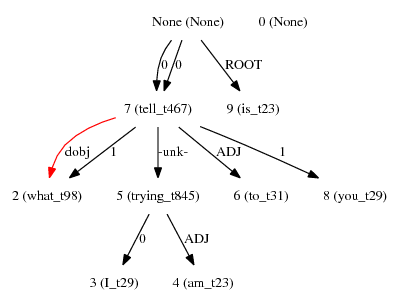 None (None) 0 (None)
0 0 ROOT
7 (tell_t467) 9 (is_t23)
dobj 1 -unk- ADJ 1
2 (what_t98) 5 (trying_t845) 6 (to_t31) 8 (you_t29)
0 ADJ
3 (I_t29) 4 (am_t23)